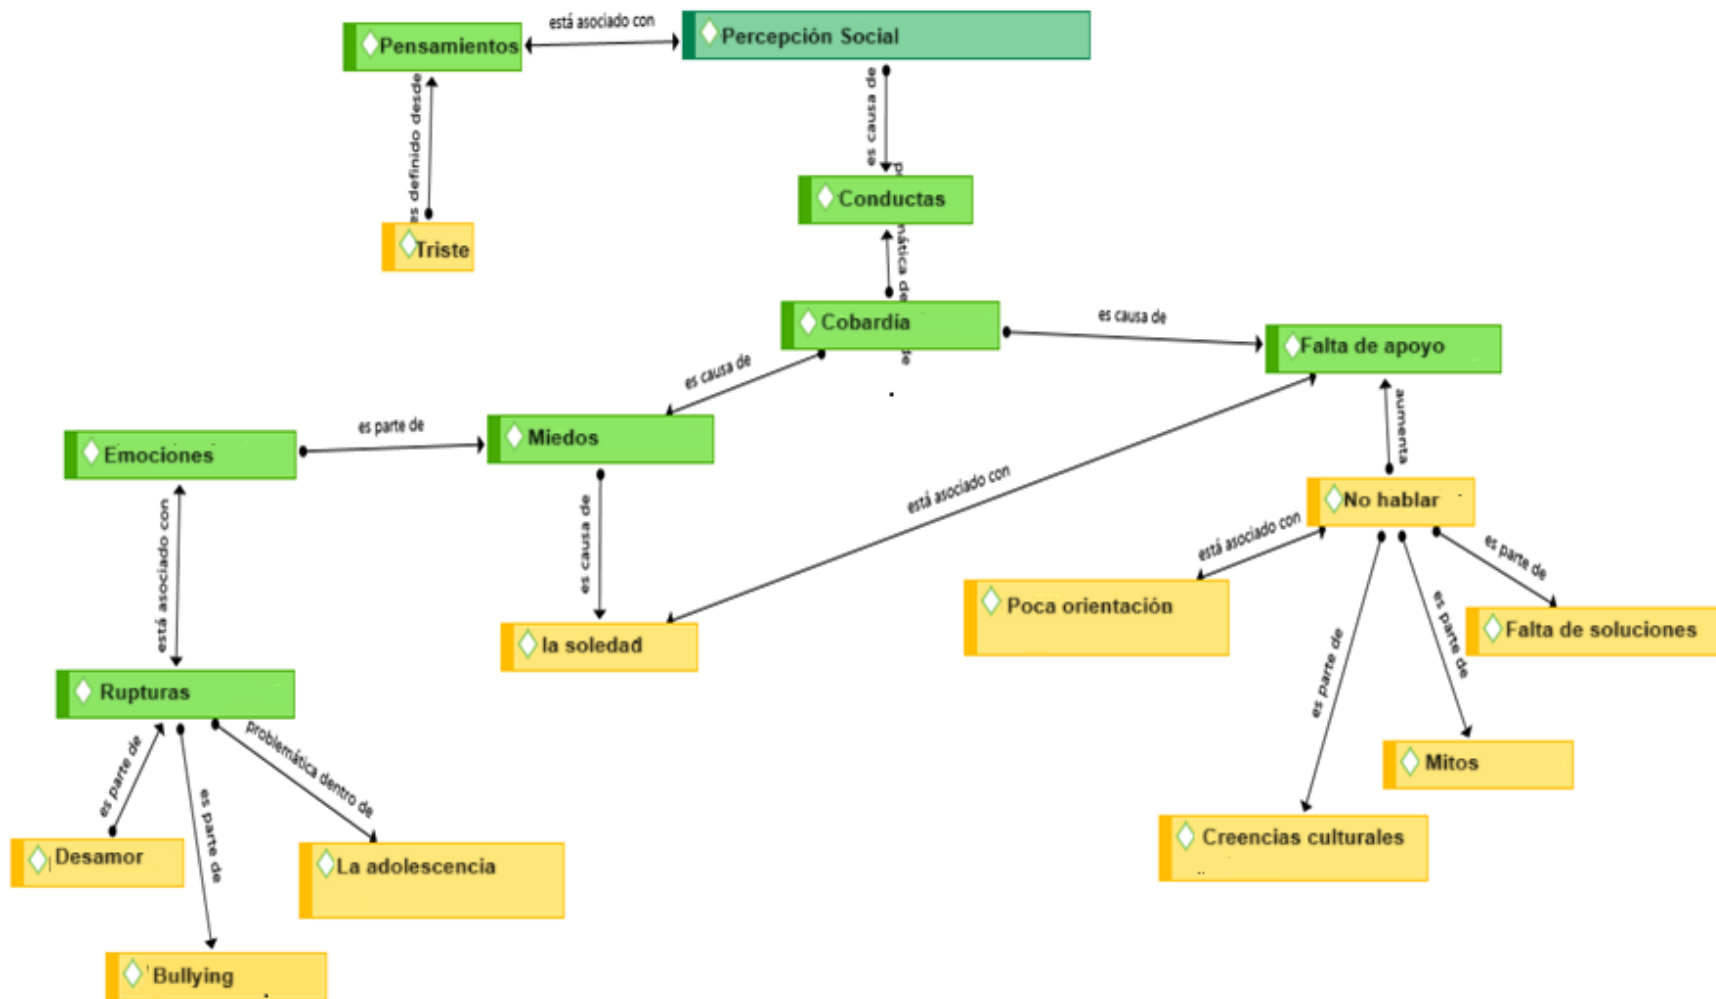 está asociado con
Percepción Social
Pensamientos
es causa de
es definido desde
Conductas
Triste
Cobardía
es causa de
Falta de apoyo
es causa de
aumenta
Miedos
es parte de
Emociones
está asociado con
No hablar
está asociado con
es causa de
está asociado con
es parte de
Poca orientación
es parte de
Falta de soluciones
la soledad
es parte de
Rupturas
problemática dentro de
Mitos
es parte de
es parte de
Creencias culturales
Desamor
La adolescencia
Bullying